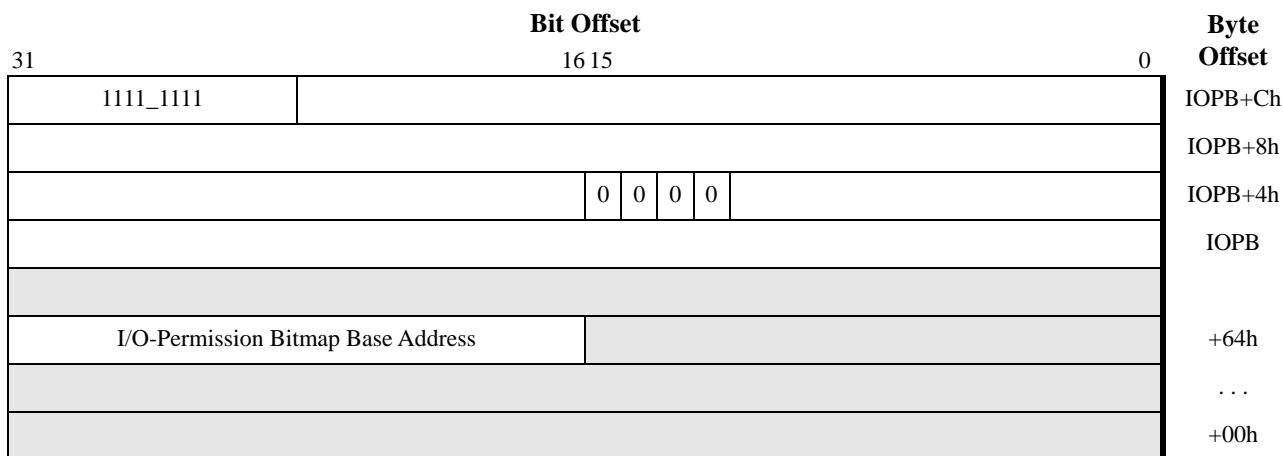 Bit Offset
Byte Offset
31 16 15 0
1111_1111 IOPB+Ch
IOPB+8h
0 0 0 0 IOPB+4h
IOPB
I/O-Permission Bitmap Base Address +64h
. . .
+00h